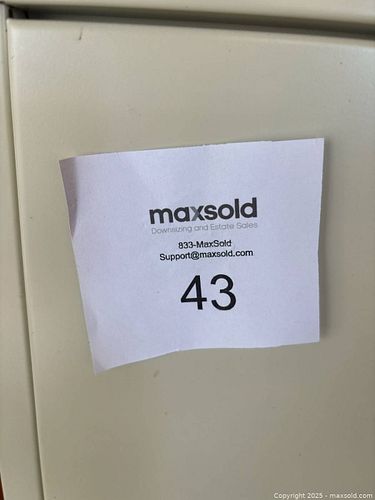 maxsold
Downsizing and Estate Sales
833-MaxSold
Support@maxsold.com
43
Copyright 2025 - maxsold.com